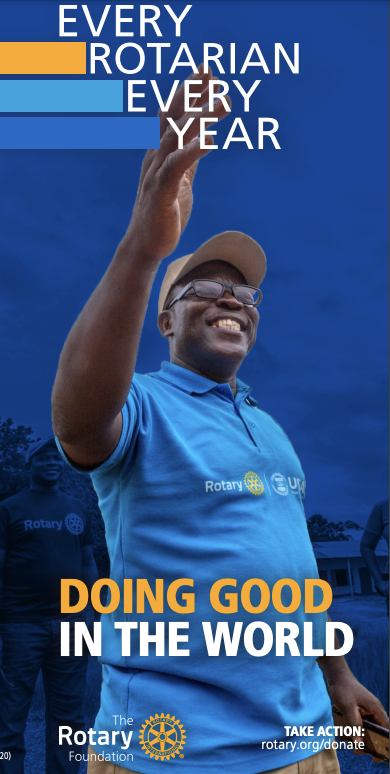 EVERY
ROTARIAN
EVERY
YEAR
Rotary
Rotary
DOING GOOD
IN THE WORLD
The
Rotary
Foundation
TAKE ACTION:
rotary.org/donate
20)